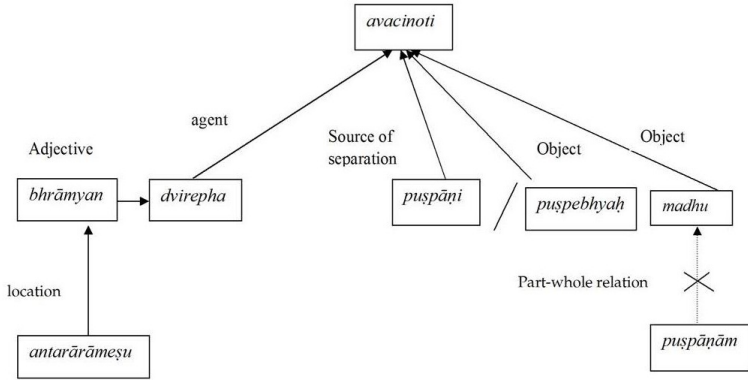 avacinoti
agent
Source of
separation
Object
Object
Adjective
bhrāmyan
dvirepha
puṣpāṇi
/
puṣpebhyaḥ
madhu
location
Part-whole relation
antarārāmeṣu
puṣpāṇām